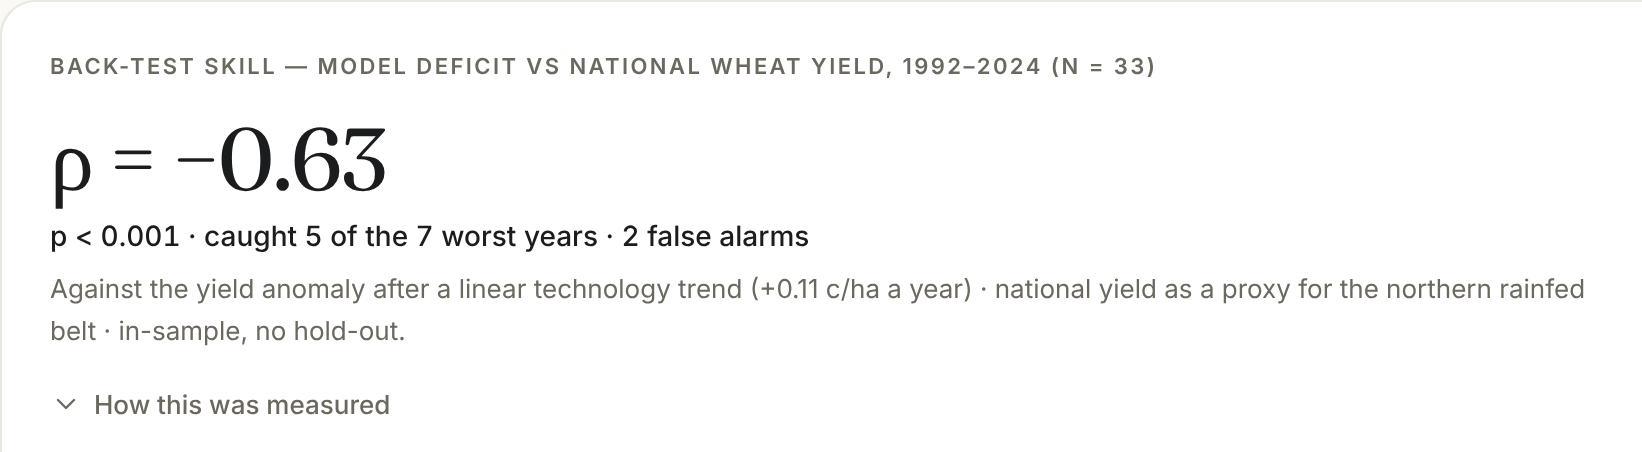 BACK-TEST SKILL — MODEL DEFICIT VS NATIONAL WHEAT YIELD, 1992–2024 (N = 33)
ρ = −0.63
p < 0.001 · caught 5 of the 7 worst years · 2 false alarms
Against the yield anomaly after a linear technology trend (+0.11 c/ha a year) · national yield as a proxy for the northern rainfed
belt · in-sample, no hold-out.
How this was measured